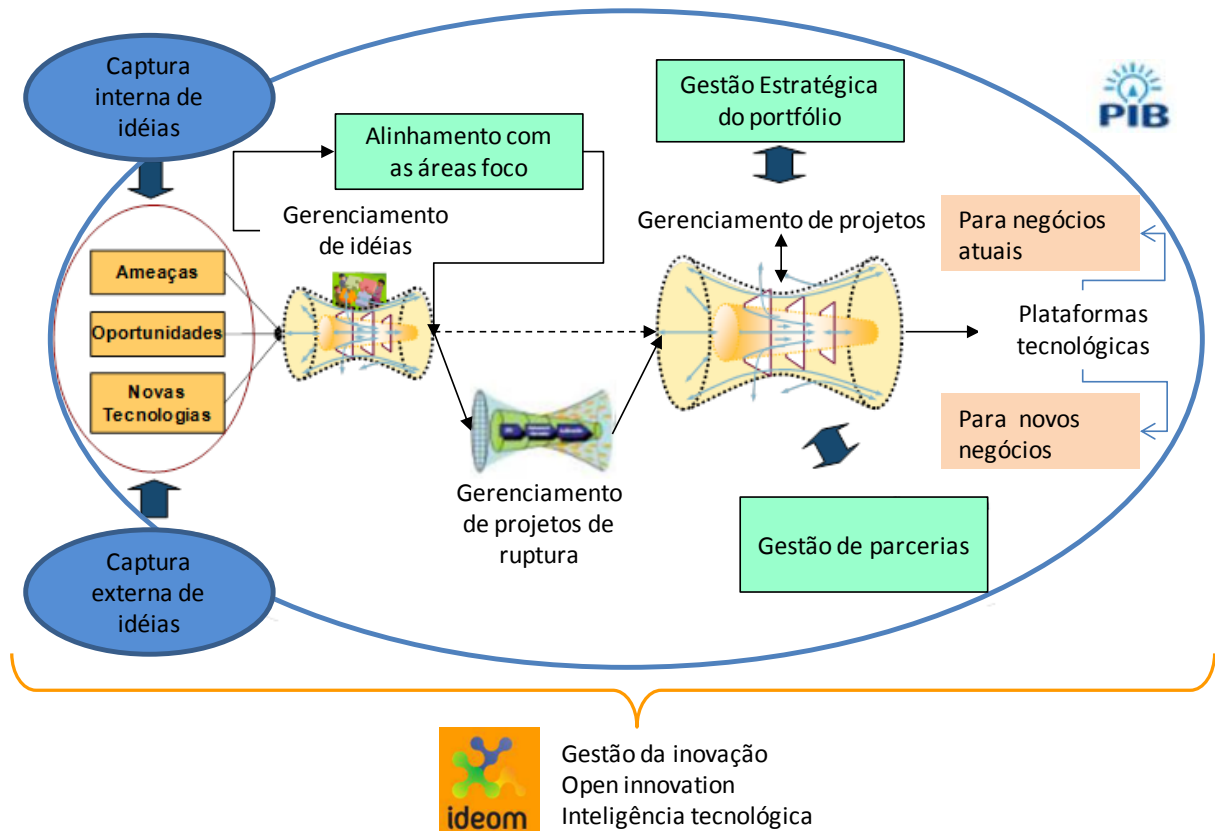 Captura
interna de
idéias
Gestão Estratégica
do portfólio
PIB
Alinhamento com
as áreas foco
Gerenciamento
de idéias
Gerenciamento de projetos
Para negócios
atuais
Ameaças
Oportunidades
Novas
Tecnologias
Plataformas
tecnológicas
Para novos
negócios
Gerenciamento
de projetos de
ruptura
Gestão de parcerias
Captura
externa de
idéias
ideom
Gestão da inovação
Open innovation
Inteligência tecnológica